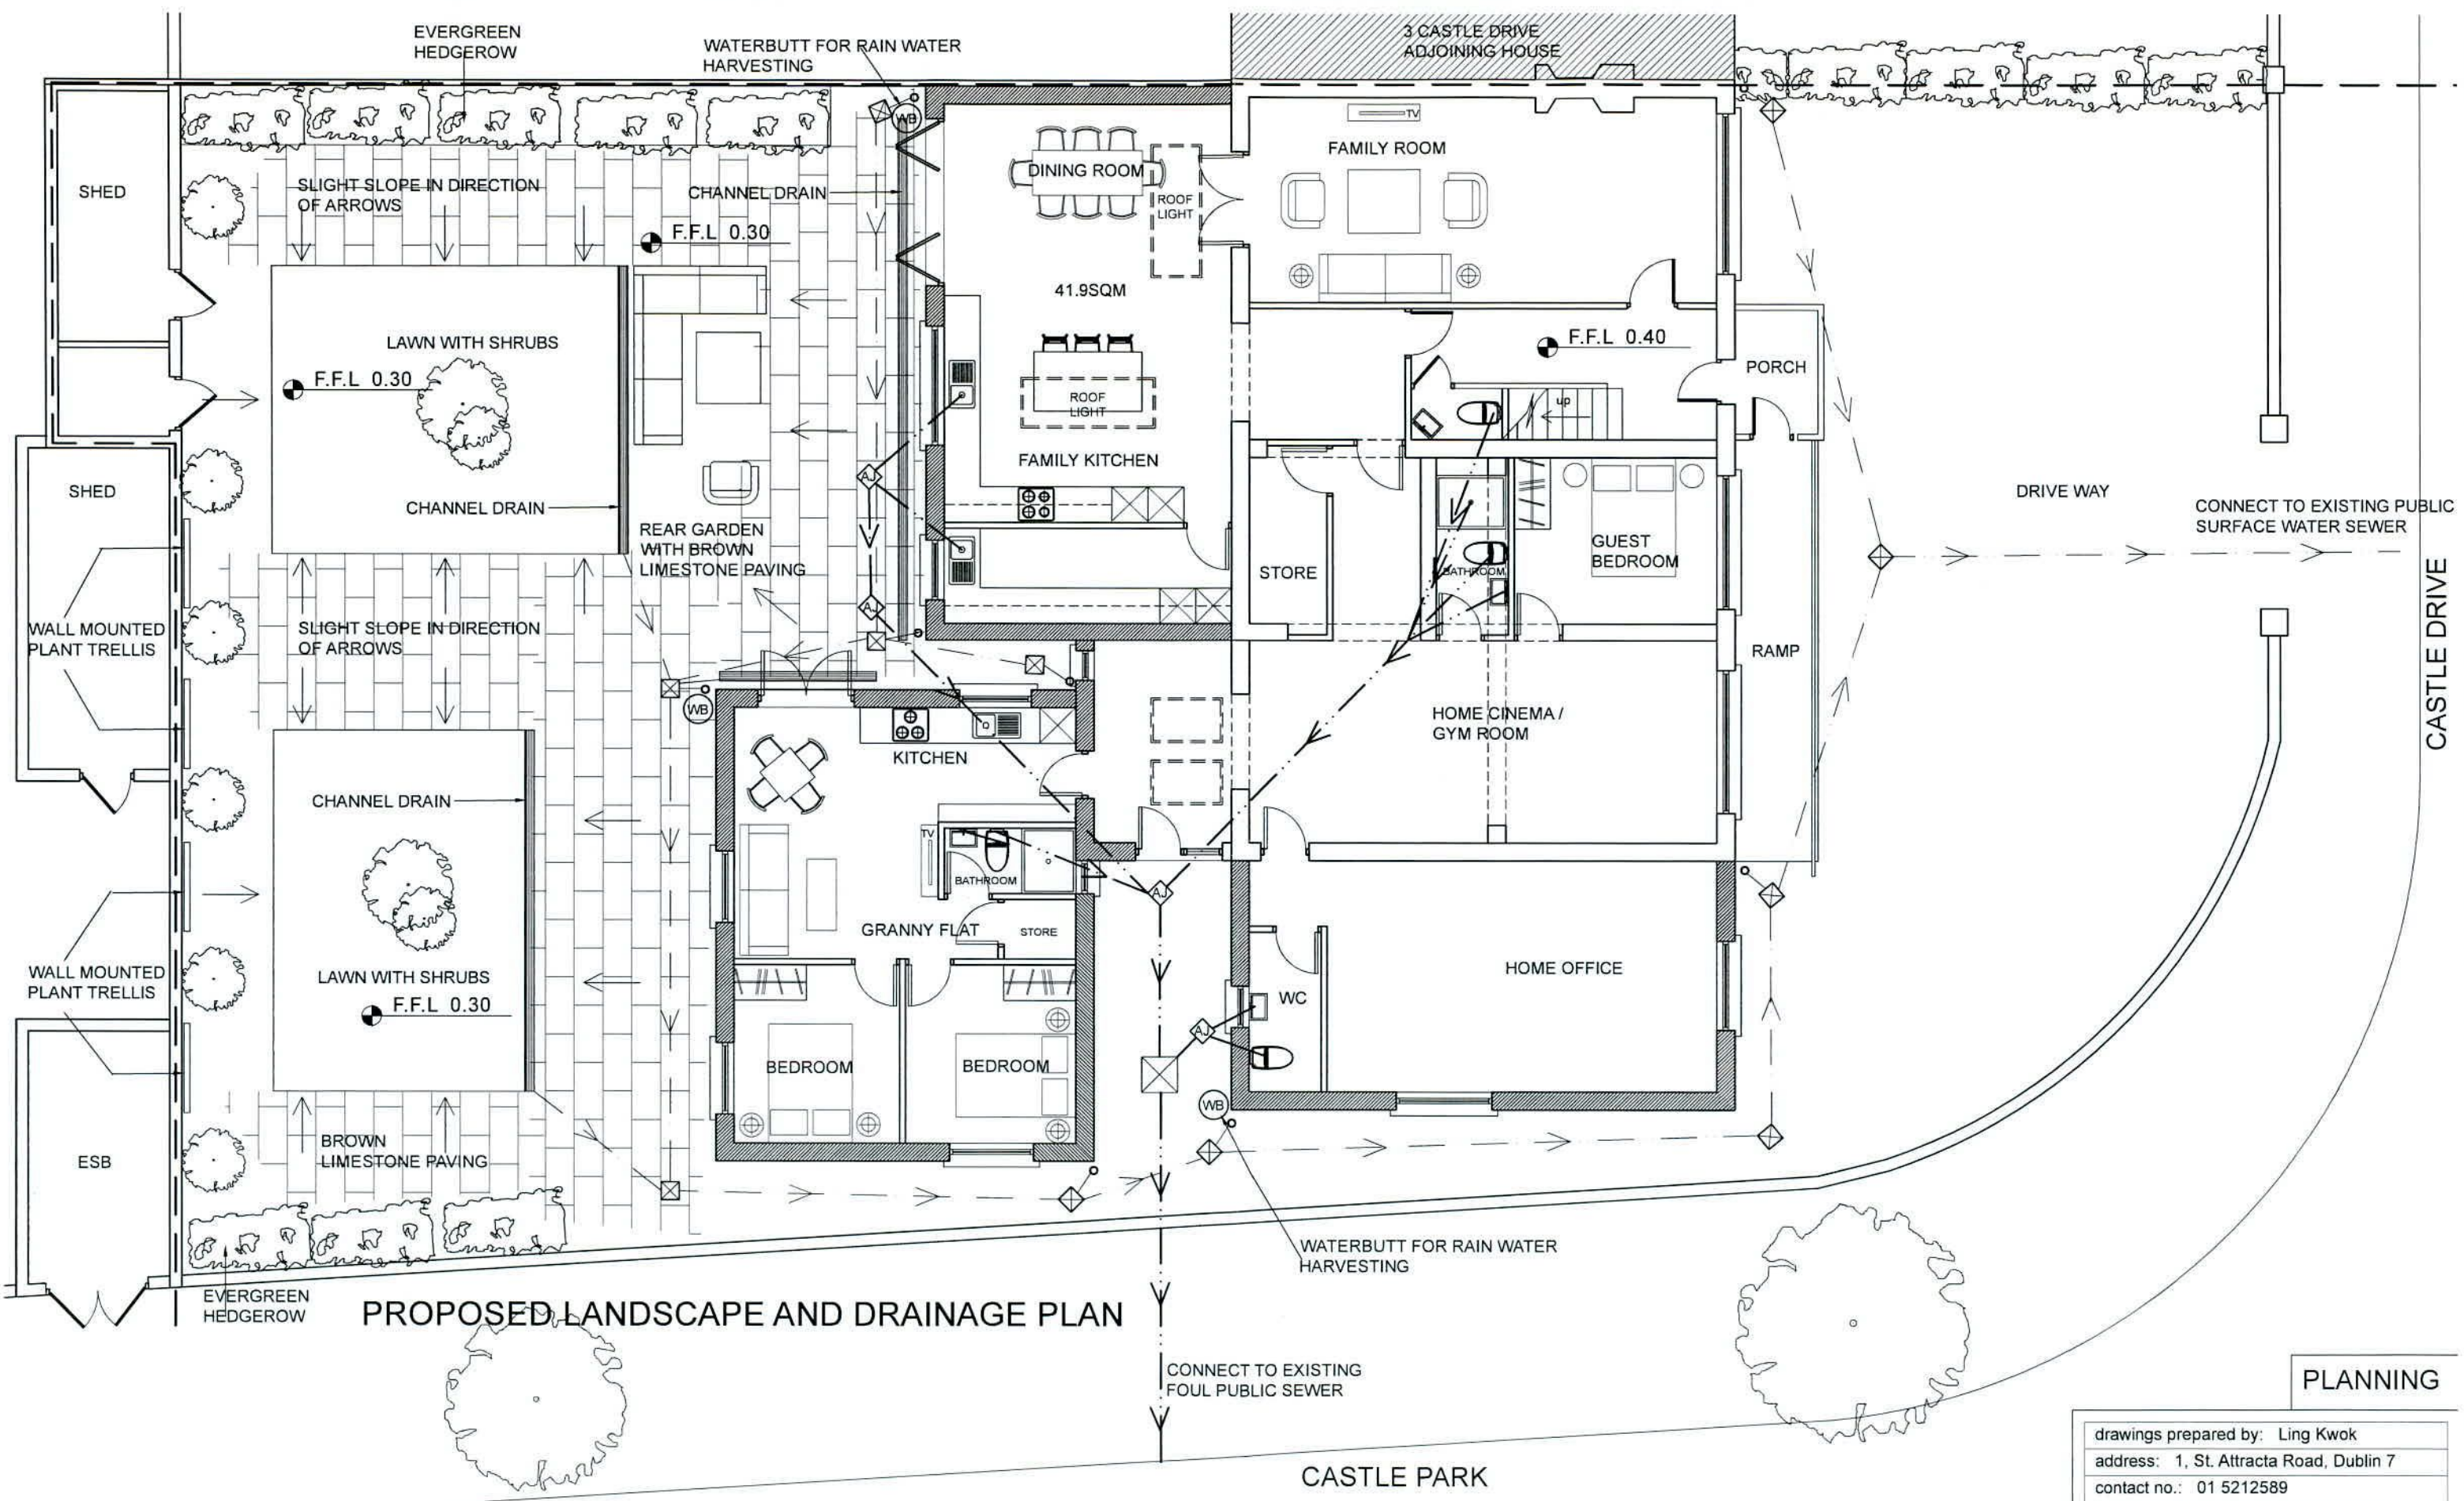 EVERGREEN
HEDGEROW
WATERBUTT FOR RAIN WATER
HARVESTING
3 CASTLE DRIVE
ADJOINING HOUSE
WB
TV
SHED
SLIGHT SLOPE IN DIRECTION
OF ARROWS
CHANNEL DRAIN
F.F.L 0.30
DINING ROOM
ROOF
LIGHT
FAMILY ROOM
41.9SQM
LAWN WITH SHRUBS
F.F.L 0.30
F.F.L 0.40
PORCH
ROOF
LIGHT
up
FAMILY KITCHEN
SHED
CHANNEL DRAIN
AJ
REAR GARDEN
WITH BROWN
LIMESTONE PAVING
STORE
BATHROOM
GUEST
BEDROOM
DRIVE WAY
CONNECT TO EXISTING PUBLIC
SURFACE WATER SEWER
CASTLE DRIVE
AJ
WALL MOUNTED
PLANT TRELLIS
SLIGHT SLOPE IN DIRECTION
OF ARROWS
RAMP
WB
HOME CINEMA /
GYM ROOM
KITCHEN
CHANNEL DRAIN
TV
BATHROOM
AJ
GRANNY FLAT
STORE
HOME OFFICE
WALL MOUNTED
PLANT TRELLIS
LAWN WITH SHRUBS
F.F.L 0.30
WC
AJ
BEDROOM
BEDROOM
WB
ESB
BROWN
LIMESTONE PAVING
WATERBUTT FOR RAIN WATER
HARVESTING
EVERGREEN
HEDGEROW
PROPOSED LANDSCAPE AND DRAINAGE PLAN
CONNECT TO EXISTING
FOUL PUBLIC SEWER
CASTLE PARK
PLANNING
drawings prepared by: Ling Kwok
address: 1, St. Attracta Road, Dublin 7
contact no.: 01 5212589